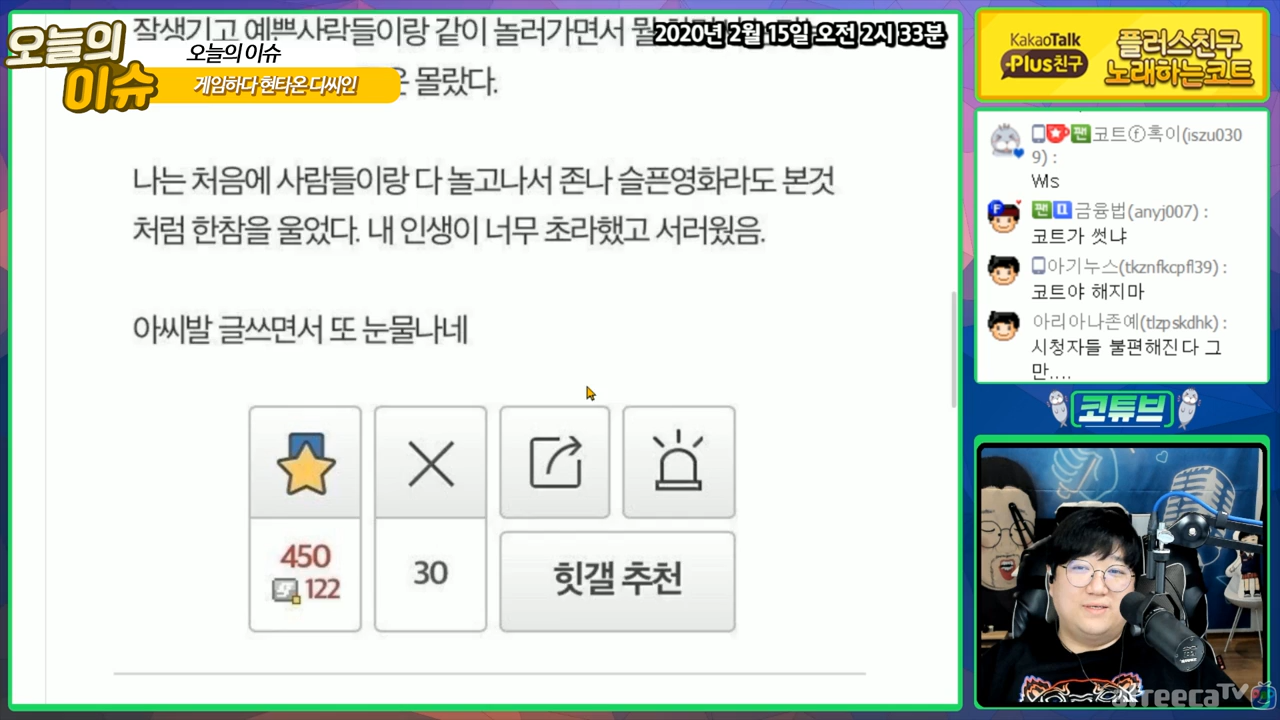 잘생기고 예쁜사람들이랑 같이 놀러가면서 뭘
2020년 2월 15일 오전 2시 33분
오늘의 이슈
오늘의 이슈
게임하다 현타온 디씨인
몰랐다.
나는 처음에 사람들이랑 다 놀고나서 존나 슬픈영화라도 본것
처럼 한참을 울었다. 내 인생이 너무 초라했고 서러웠음.
아씨발 글쓰면서 또 눈물나네
450
122
30
힛갤 추천
KakaoTalk
Plus친구
플러스친구
노래하는코트
팬 코트ⓕ혹이(iszu030
9) :
Wls
팬 금융법(anyj007) :
코트가 썻냐
아기누스(tkznfkcpfl39) :
코트야 해지마
아리아나존예(tlzpskdhk) :
시청자들 불편해진다 그
만....
코튜브
afreecaTV